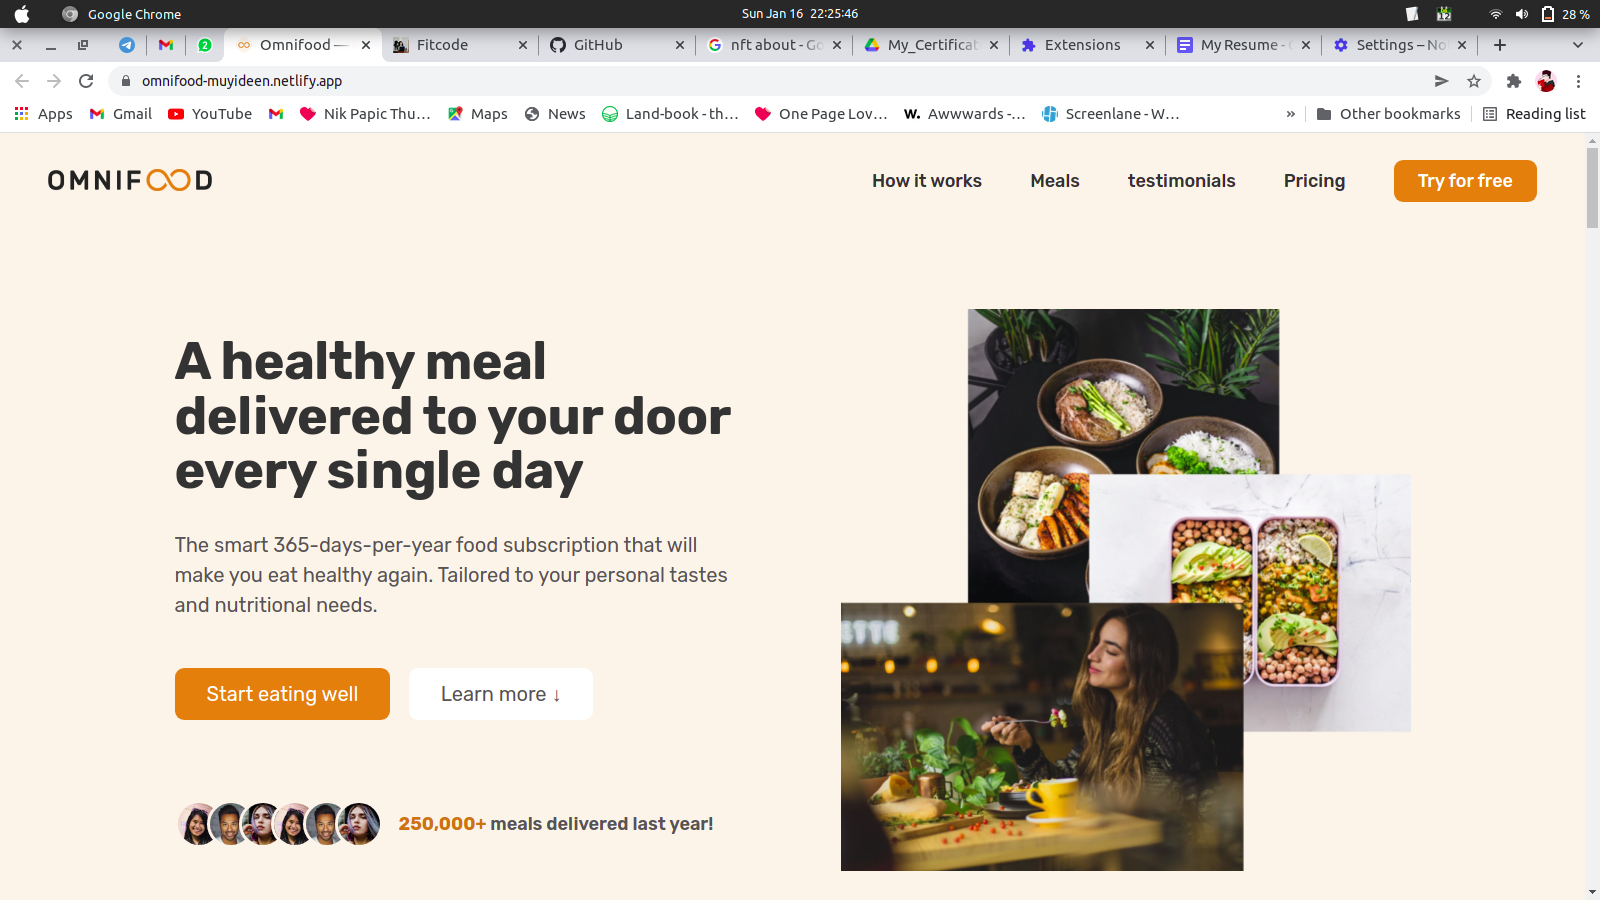 Google Chrome
Sun Jan 16 22:25:46
12
28 %
2
Omnifood —
Fitcode
GitHub
nft about - Go
My_Certificat
Extensions
My Resume -
Settings – No
omnifood-muyideen.netlify.app
Apps
Gmail
YouTube
Nik Papic Thu...
Maps
News
Land-book - th...
One Page Lov...
W. Awwwards -...
Screenlane - W...
»
Other bookmarks
Reading list
OMNIFOOD
How it works
Meals
testimonials
Pricing
Try for free
A healthy meal
delivered to your door
every single day
The smart 365-days-per-year food subscription that will
make you eat healthy again. Tailored to your personal tastes
and nutritional needs.
Start eating well
Learn more ↓
250,000+ meals delivered last year!